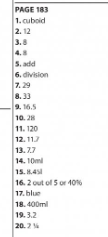 PAGE 183
1. cuboid
2. 12
3. 8
4. 8
5. add
6. division
7. 29
8. 33
9. 16.5
10. 28
11. 120
12. 11.7
13. 7.7
14. 10ml
15. 8.45l
16. 2 out of 5 or 40%
17. blue
18. 400ml
19. 3.2
20. 2 ¼